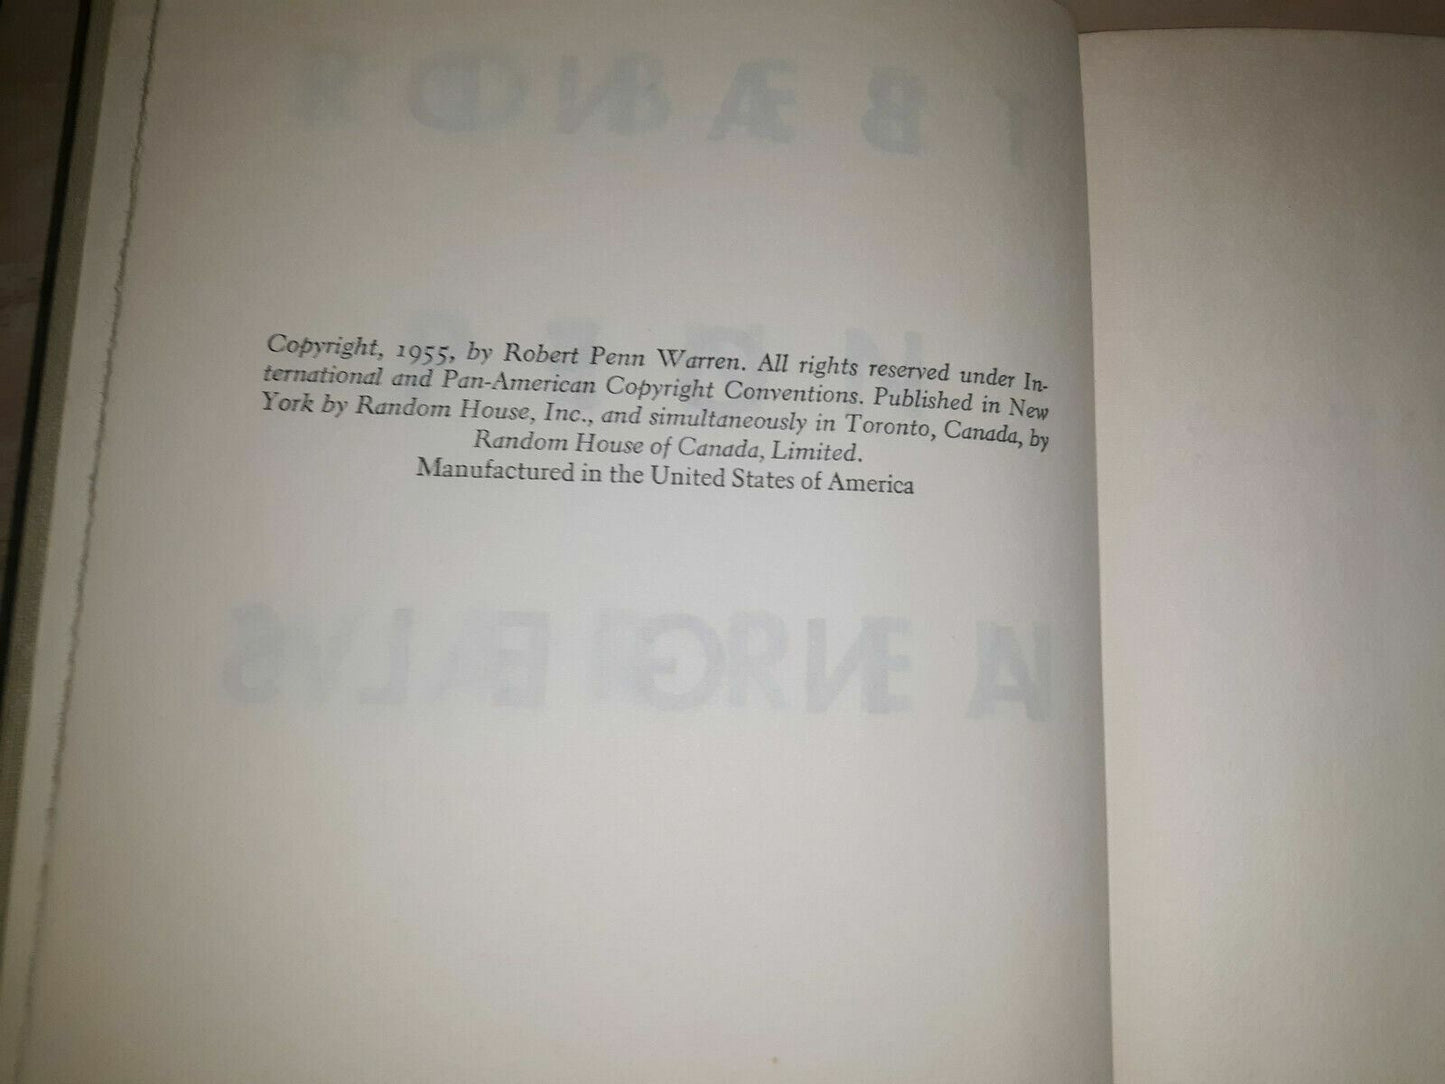 Copyright, 1955, by Robert Penn Warren. All rights reserved under In-
ternational and Pan-American Copyright Conventions. Published in New
York by Random House, Inc., and simultaneously in Toronto, Canada, by
Random House of Canada, Limited.
Manufactured in the United States of America